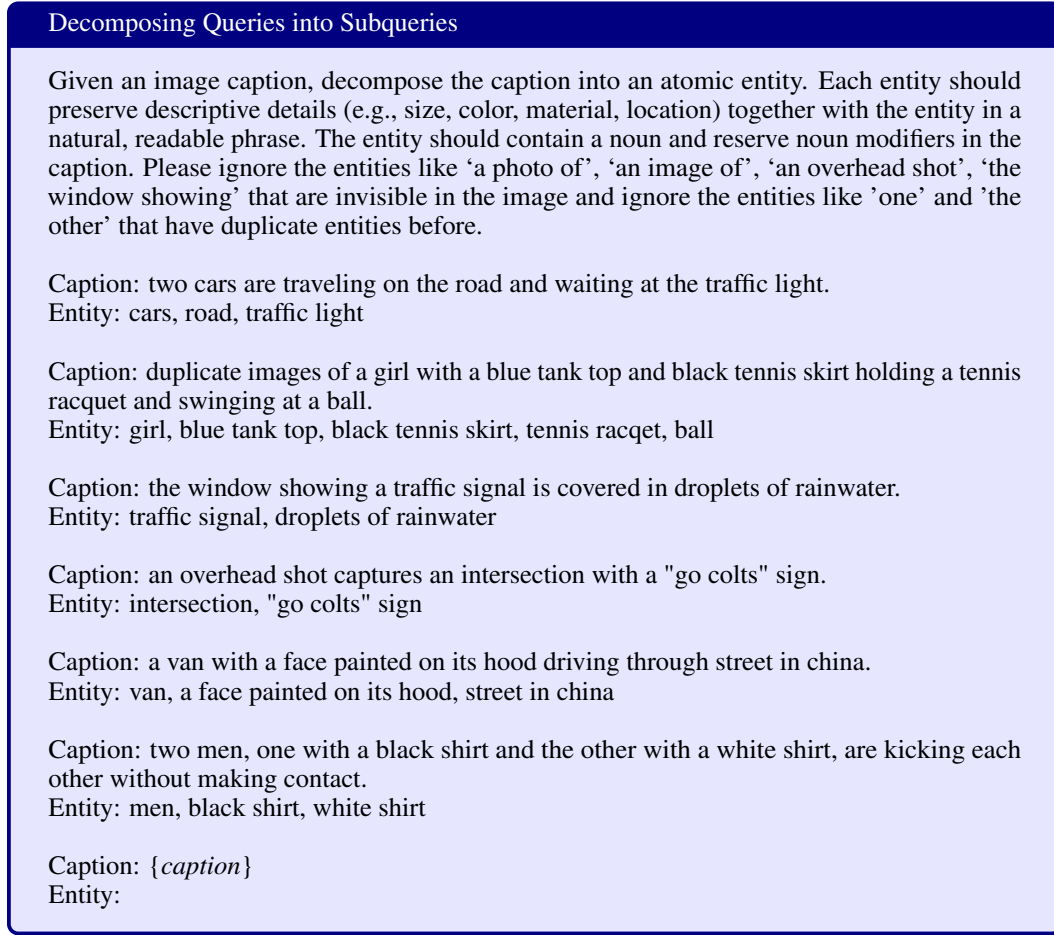 Decomposing Queries into Subqueries
Given an image caption, decompose the caption into an atomic entity. Each entity should
preserve descriptive details (e.g., size, color, material, location) together with the entity in a
natural, readable phrase. The entity should contain a noun and reserve noun modifiers in the
caption. Please ignore the entities like ‘a photo of’, ‘an image of’, ‘an overhead shot’, ‘the
window showing’ that are invisible in the image and ignore the entities like ’one’ and ’the
other’ that have duplicate entities before.
Caption: two cars are traveling on the road and waiting at the traffic light.
Entity: cars, road, traffic light
Caption: duplicate images of a girl with a blue tank top and black tennis skirt holding a tennis
racquet and swinging at a ball.
Entity: girl, blue tank top, black tennis skirt, tennis racqet, ball
Caption: the window showing a traffic signal is covered in droplets of rainwater.
Entity: traffic signal, droplets of rainwater
Caption: an overhead shot captures an intersection with a "go colts" sign.
Entity: intersection, "go colts" sign
Caption: a van with a face painted on its hood driving through street in china.
Entity: van, a face painted on its hood, street in china
Caption: two men, one with a black shirt and the other with a white shirt, are kicking each
other without making contact.
Entity: men, black shirt, white shirt
Caption: {caption}
Entity: